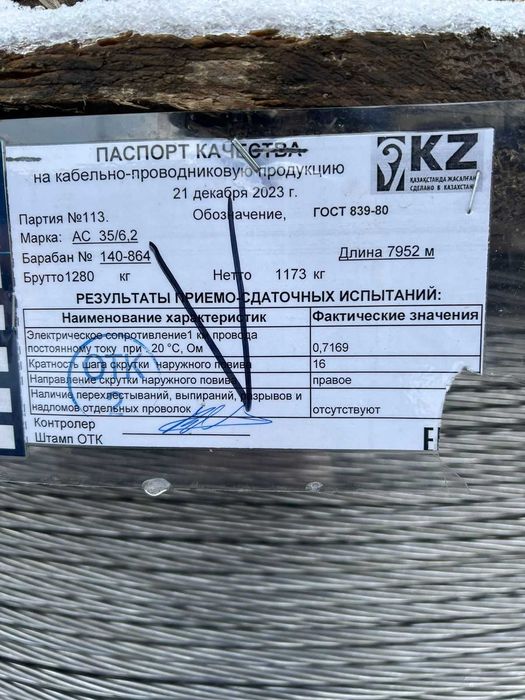 ПАСПОРТ КАЧЕСТВА
на кабельно-проводниковую продукцию
21 декабря 2023 г.
KZ
ҚАЗАҚСТАНДА ЖАСАЛҒАН
СДЕЛАНО В КАЗАХСТАНЕ
Партия №113. Обозначение, ГОСТ 839-80
Марка: АС 35/6,2
Барабан № 140-864 Длина 7952 м
Брутто1280 кг Нетто 1173 кг
РЕЗУЛЬТАТЫ ПРИЕМО-СДАТОЧНЫХ ИСПЫТАНИЙ:
Наименование характеристик Фактические значения
Электрическое сопротивление1 км провода
постоянному току при 20 °С, Ом 0,7169
Кратность шага скрутки наружного повива 16
Направление скрутки наружного повива правое
Наличие перехлестываний, выпираний, разрывов и
надломов отдельных проволок отсутствуют
Контролер
Штамп ОТК
ОТК
2